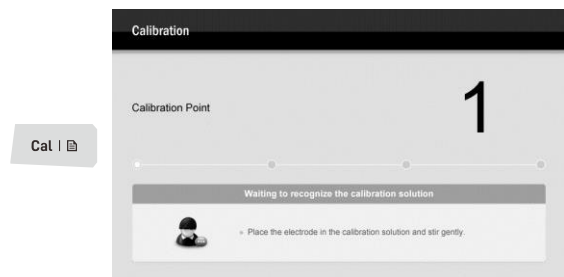 Calibration
Calibration Point
1
Cal
Waiting to recognize the calibration solution
Place the electrode in the calibration solution and stir gently.